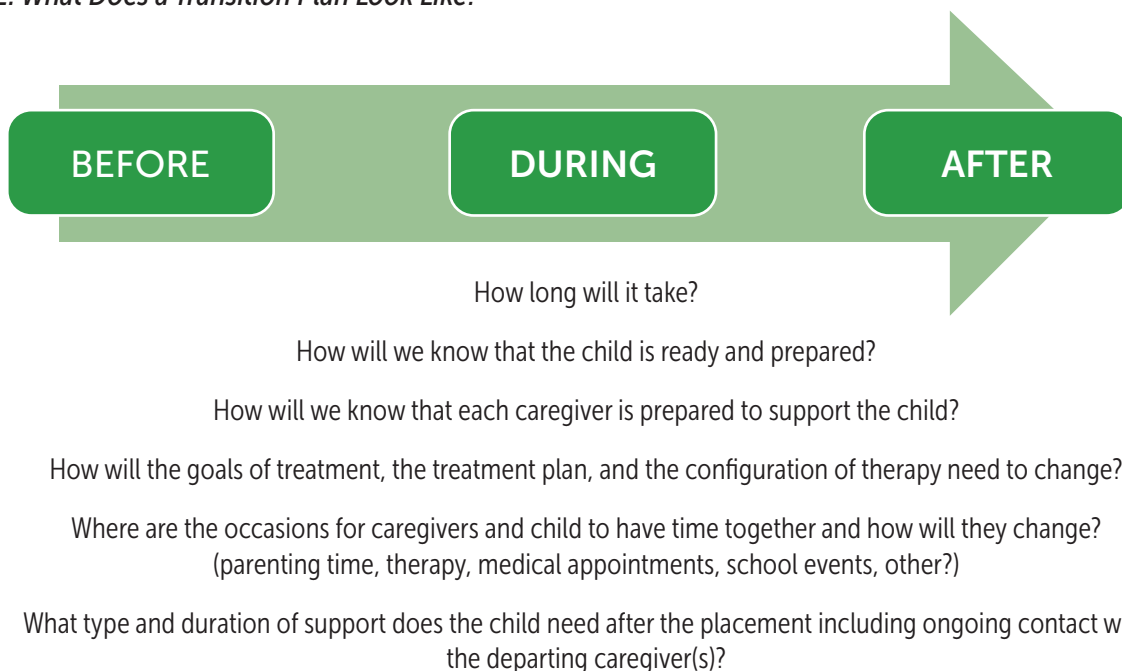 What Does a Transition Plan Look Like?
BEFORE
DURING
AFTER
How long will it take?
How will we know that the child is ready and prepared?
How will we know that each caregiver is prepared to support the child?
How will the goals of treatment, the treatment plan, and the configuration of therapy need to change?
Where are the occasions for caregivers and child to have time together and how will they change?
(parenting time, therapy, medical appointments, school events, other?)
What type and duration of support does the child need after the placement including ongoing contact w
the departing caregiver(s)?